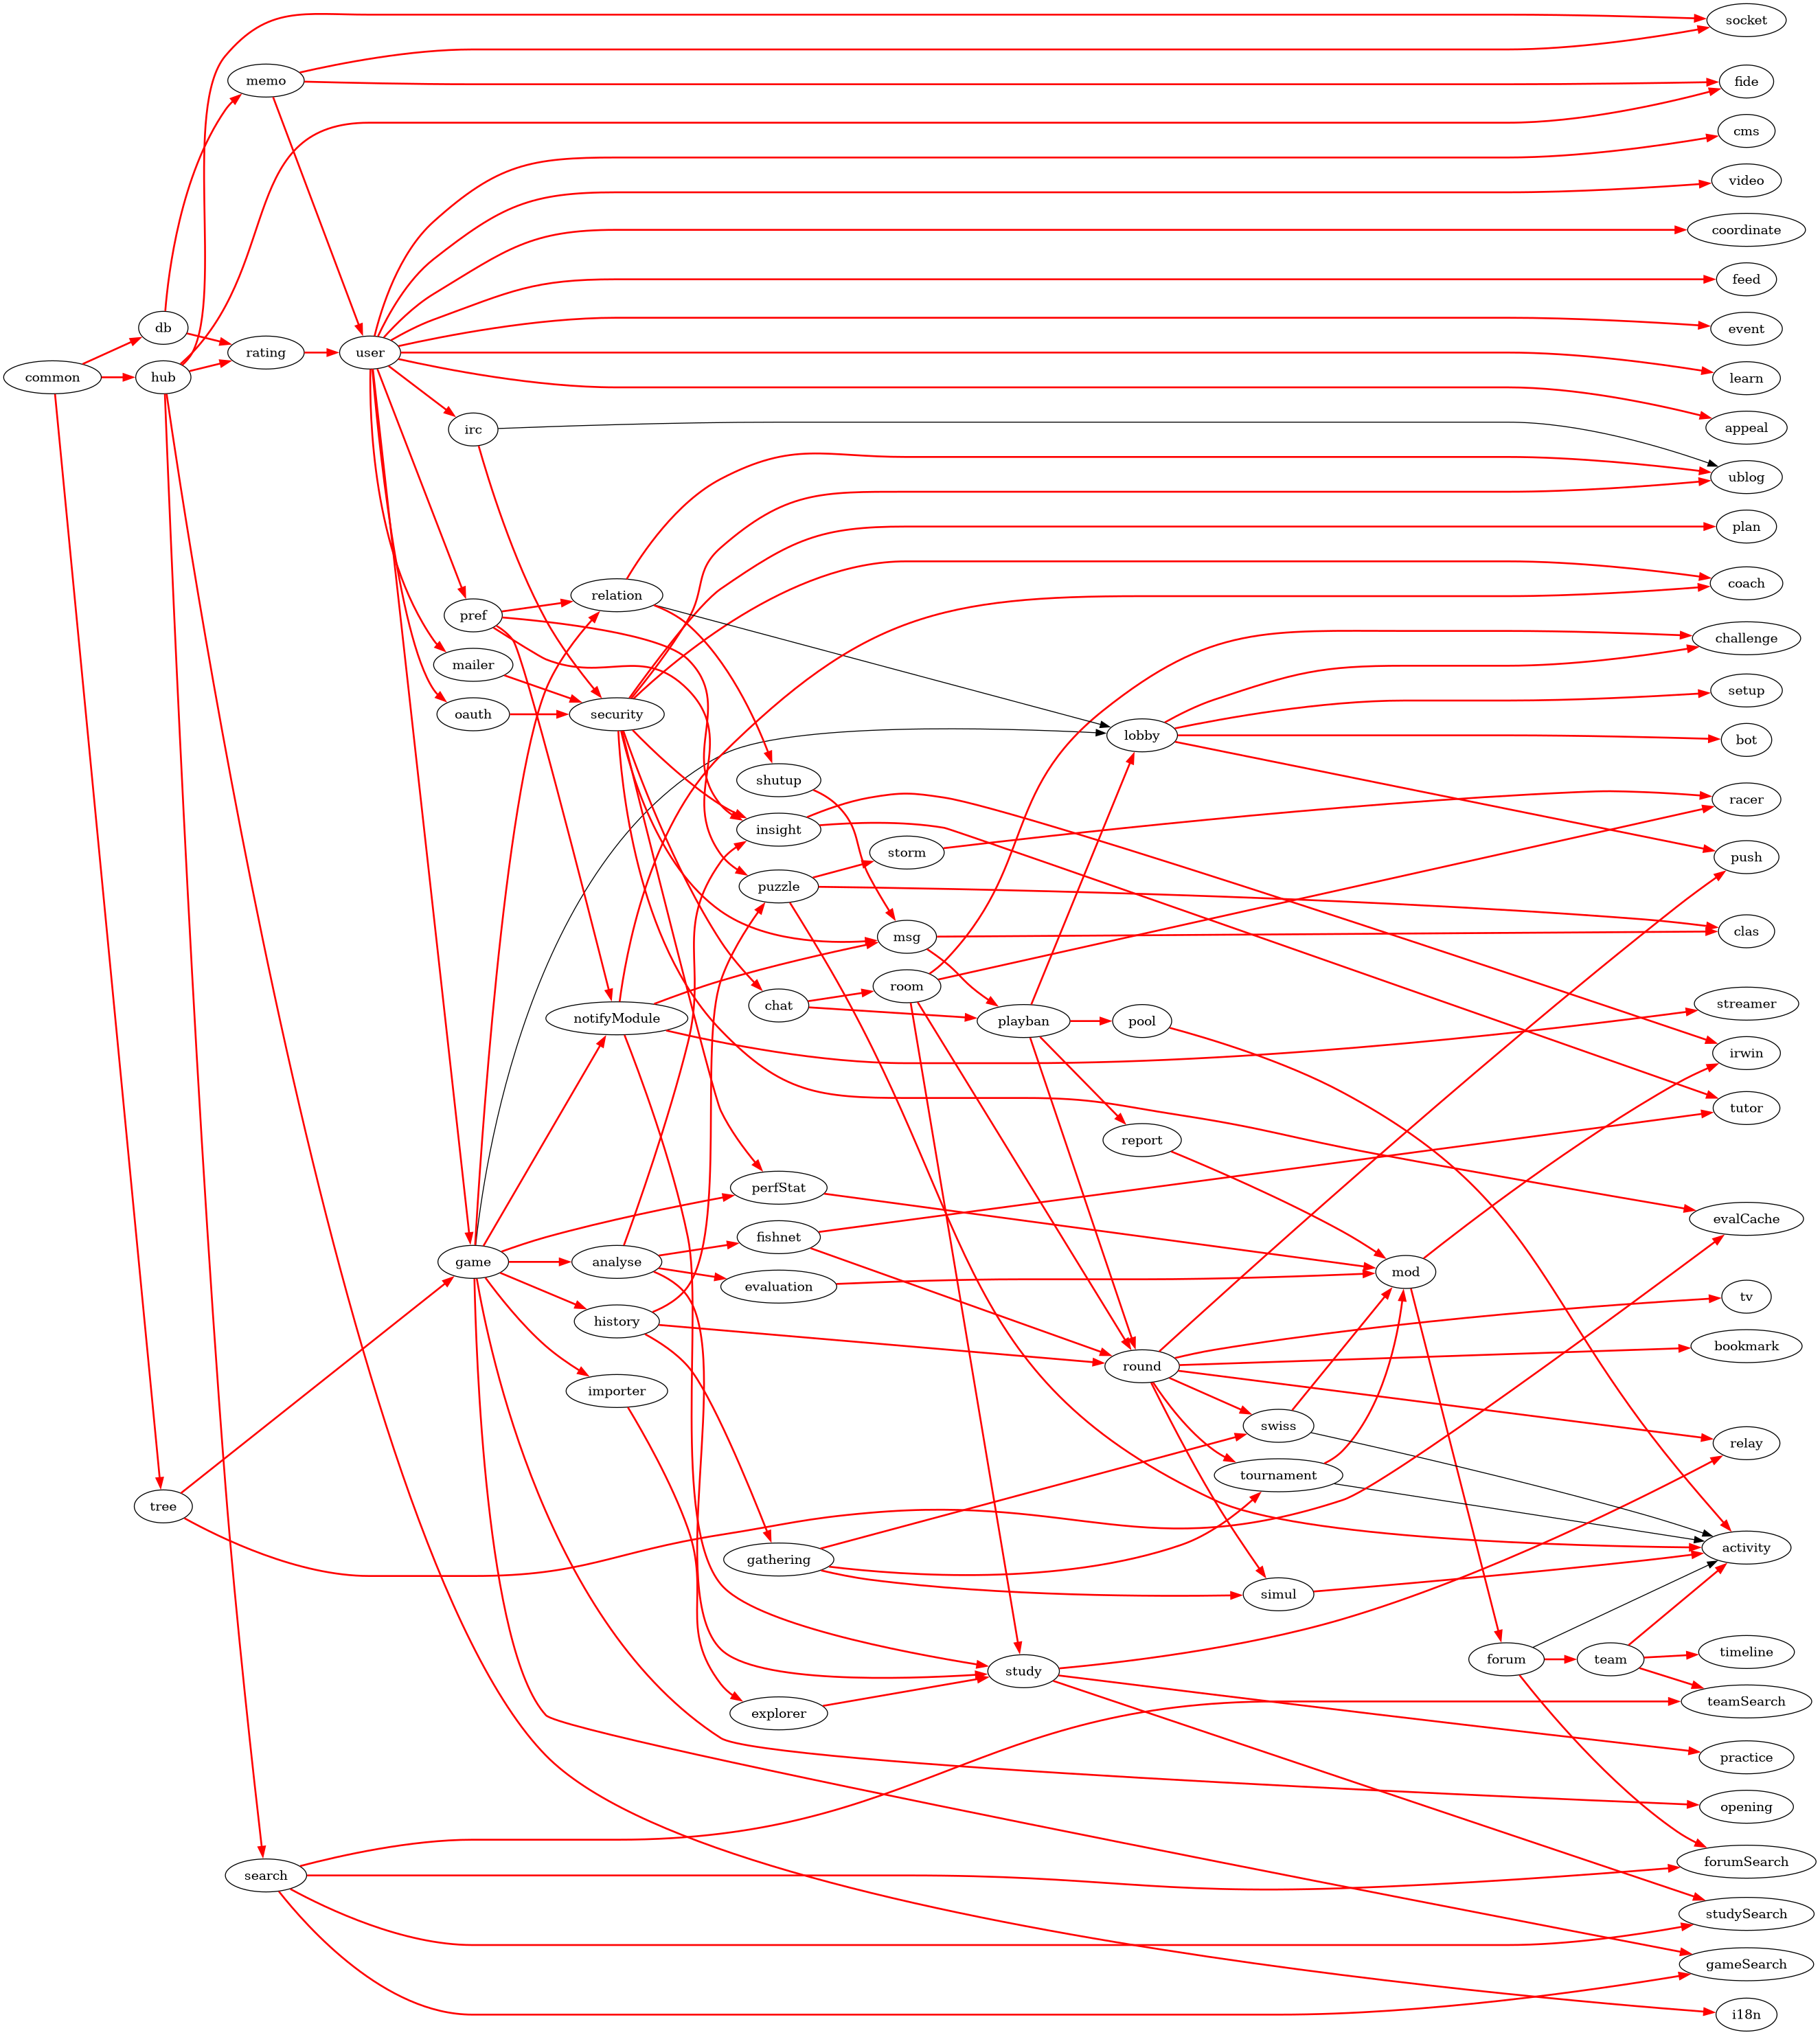 socket
memo
fide
cms
video
coordinate
feed
db
event
rating
user
common
hub
learn
irc
appeal
ublog
plan
relation
coach
pref
challenge
mailer
setup
oauth
security
lobby
bot
shutup
racer
insight
storm
push
puzzle
clas
msg
room
chat
streamer
notifyModule
playban
pool
irwin
tutor
report
perfStat
evalCache
fishnet
game
analyse
mod
evaluation
tv
history
bookmark
round
importer
swiss
relay
tournament
tree
activity
gathering
simul
timeline
forum
team
study
teamSearch
explorer
practice
opening
forumSearch
search
studySearch
gameSearch
i18n